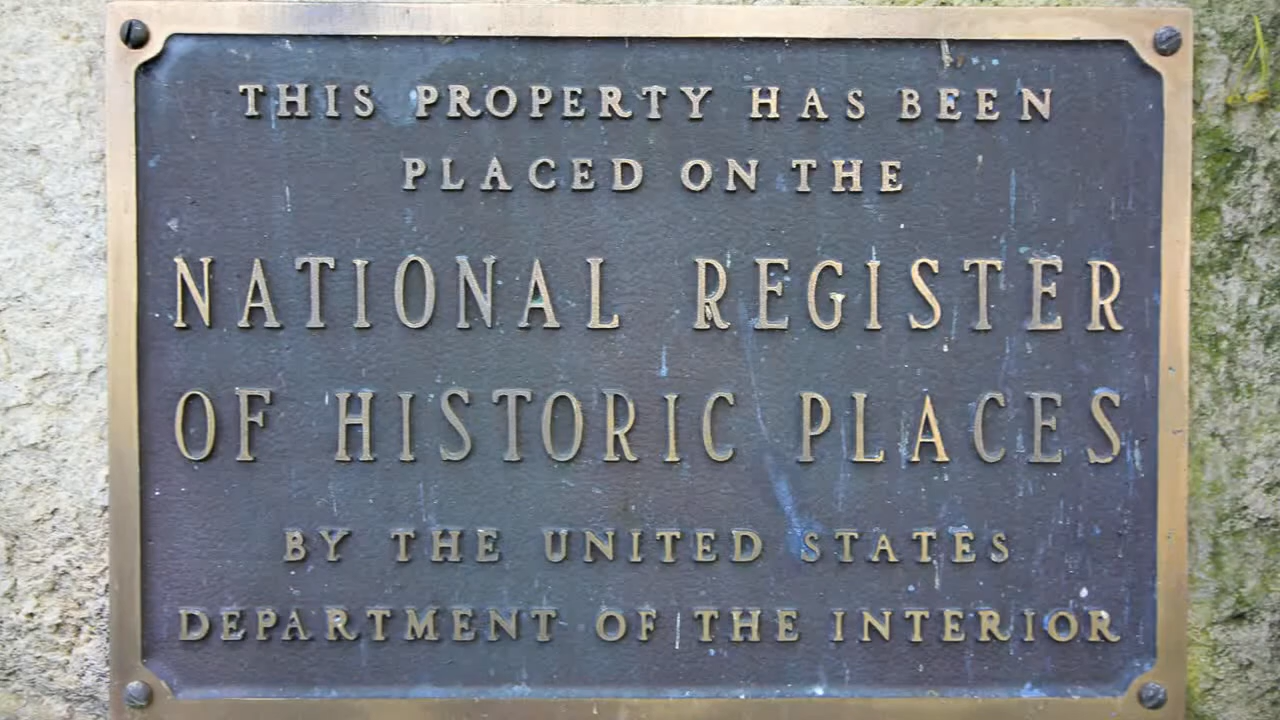 THIS PROPERTY HAS BEEN
PLACED ON THE
NATIONAL REGISTER
OF HISTORIC PLACES
BY THE UNITED STATES
DEPARTMENT OF THE INTERIOR